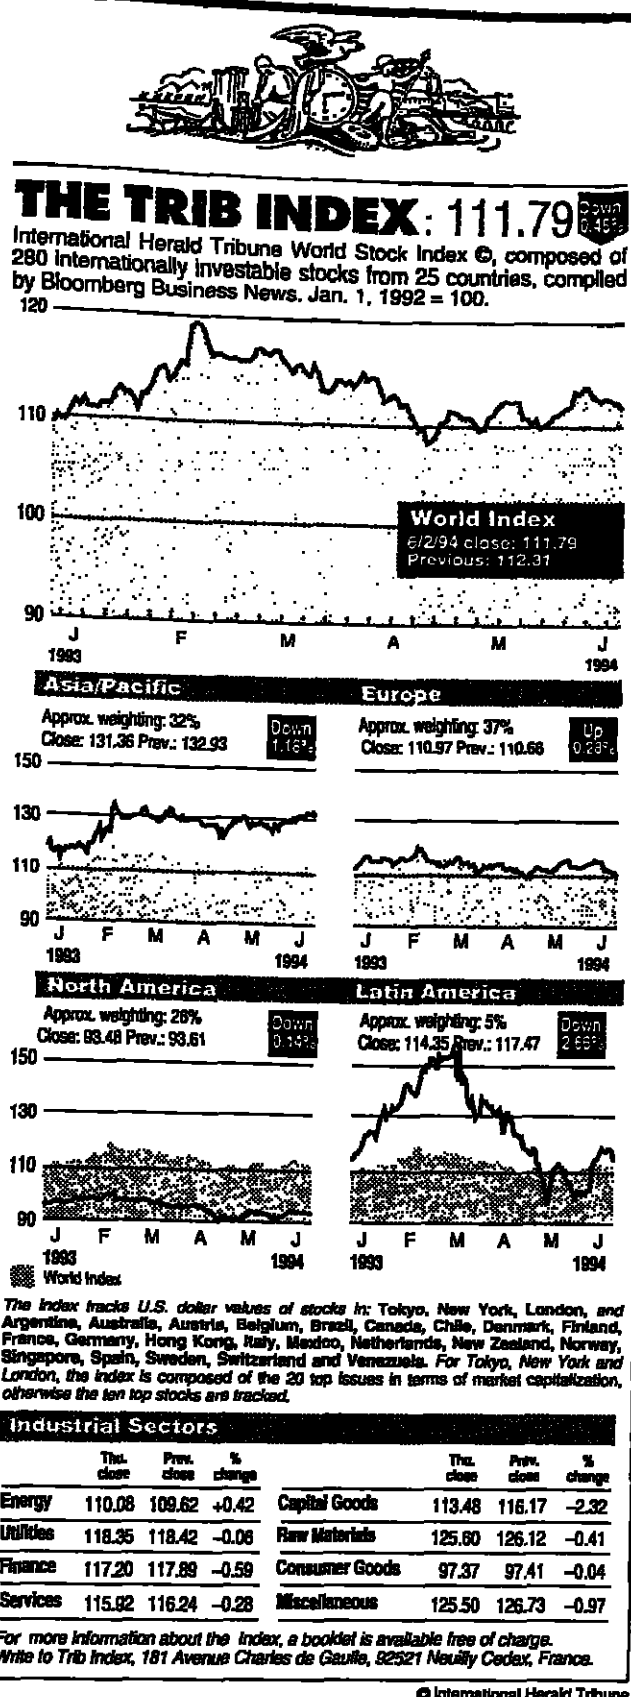 THE TRIB INDEX: 111.79 Down
International Herald Tribune World Stock Index ©, composed of
280 internationally investable stocks from 25 countries, compiled
by Bloomberg Business News. Jan. 1, 1992 = 100.
120
110
100
90
World Index
6/2/94 close: 111.79
Previous: 112.31
J F M A M J
1993 1994
Asia/Pacific
Approx. weighting: 32%
Close: 131.36 Prev.: 132.93
Down
1.18%
150
130
110
90
J F M A M J
1993 1994
Europe
Approx. weighting: 37%
Close: 110.97 Prev.: 110.66
Up
0.28%
J F M A M J
1993 1994
North America
Approx. weighting: 26%
Close: 93.48 Prev.: 93.61
Down
0.14%
150
130
110
90
J F M A M J
1993 1994
Latin America
Approx. weighting: 5%
Close: 114.35 Prev.: 117.47
Down
2.66%
J F M A M J
1993 1994
World Index
The index tracks U.S. dollar values of stocks in: Tokyo, New York, London, and
Argentina, Australia, Austria, Belgium, Brazil, Canada, Chile, Denmark, Finland,
France, Germany, Hong Kong, Italy, Mexico, Netherlands, New Zealand, Norway,
Singapore, Spain, Sweden, Switzerland and Venezuela. For Tokyo, New York and
London, the index is composed of the 20 top issues in terms of market capitalization,
otherwise the ten top stocks are tracked.
Industrial Sectors
Thu. close Prev. close % change
Energy 110.08 109.62 +0.42
Utilities 118.35 118.42 –0.06
Finance 117.20 117.89 –0.59
Services 115.92 116.24 –0.28
Thu. close Prev. close % change
Capital Goods 113.48 116.17 –2.32
Raw Materials 125.60 126.12 –0.41
Consumer Goods 97.37 97.41 –0.04
Miscellaneous 125.50 126.73 –0.97
For more information about the Index, a booklet is available free of charge.
Write to Trib Index, 181 Avenue Charles de Gaulle, 92521 Neuilly Cedex, France.
© International Herald Tribune